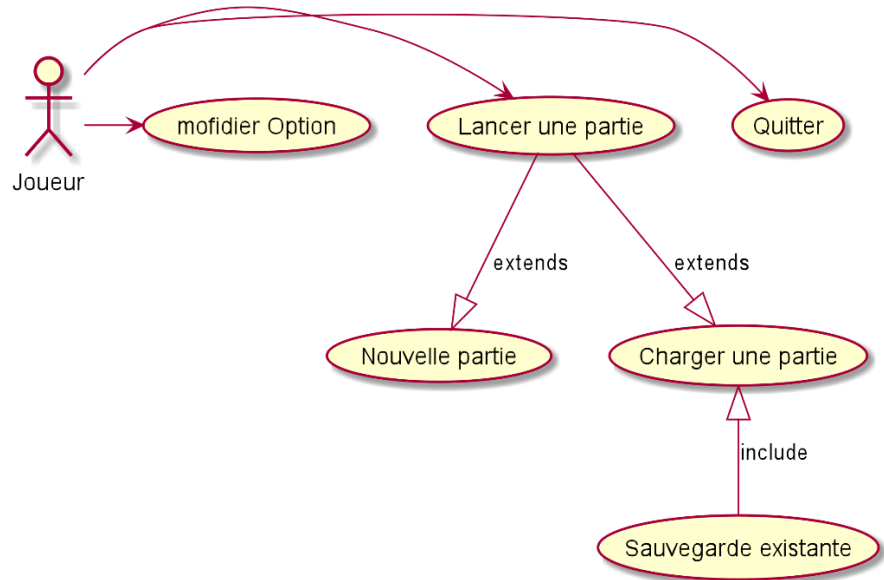 Joueur
mofidier Option
Lancer une partie
Quitter
extends
extends
Nouvelle partie
Charger une partie
include
Sauvegarde existante